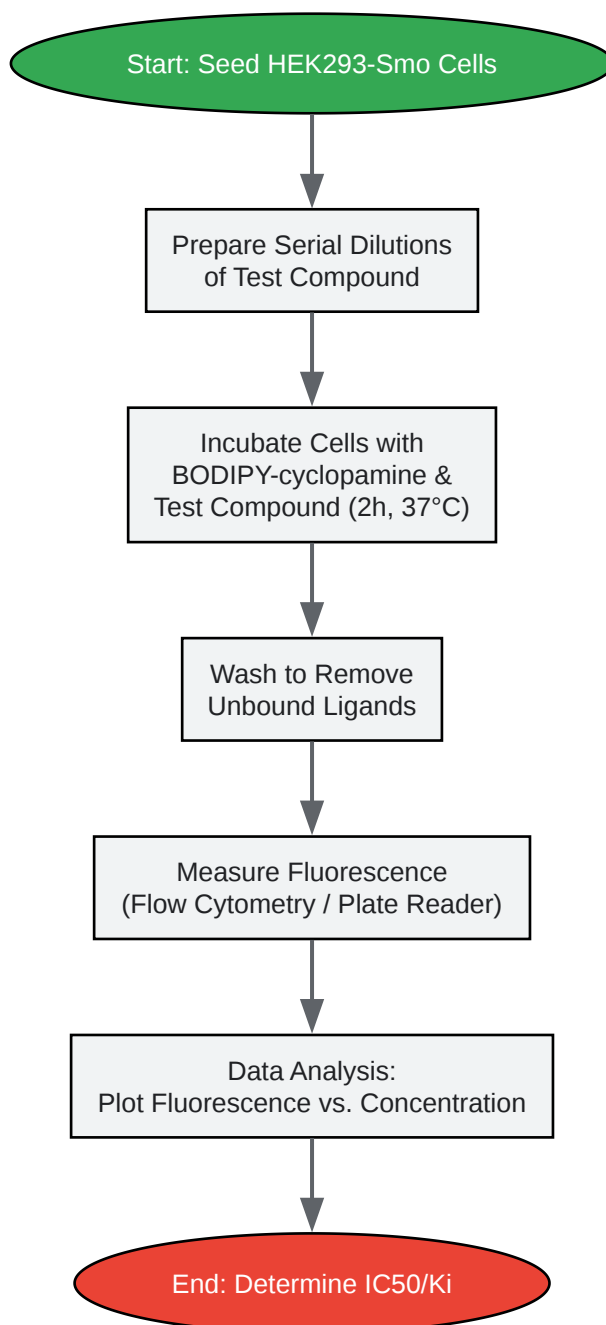 Start: Seed HEK293-Smo Cells
Prepare Serial Dilutions
of Test Compound
Incubate Cells with
BODIPY-cyclopamine &
Test Compound (2h, 37°C)
Wash to Remove
Unbound Ligands
Measure Fluorescence
(Flow Cytometry / Plate Reader)
Data Analysis:
Plot Fluorescence vs. Concentration
End: Determine IC50/Ki